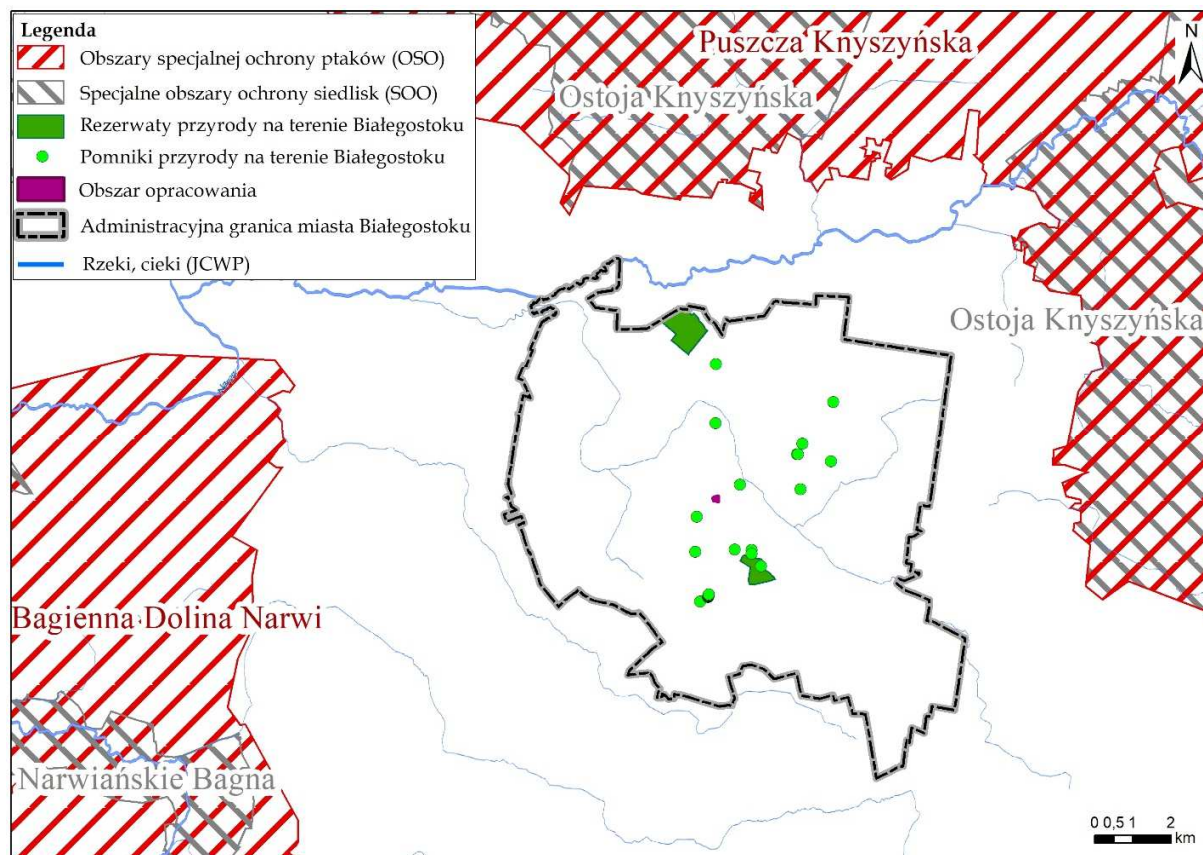 Legenda
Obszary specjalnej ochrony ptaków (OSO)
Specjalne obszary ochrony siedlisk (SOO)
Rezerwaty przyrody na terenie Białegostoku
Pomniki przyrody na terenie Białegostoku
Obszar opracowania
Administracyjna granica miasta Białegostoku
Rzeki, cieki (JCWP)
Puszcza Knyszyńska
N
Ostoja Knyszyńska
Ostoja Knyszyńska
Bagienna Dolina Narwi
Narwiańskie Bagna
0 0,5 1 2
km